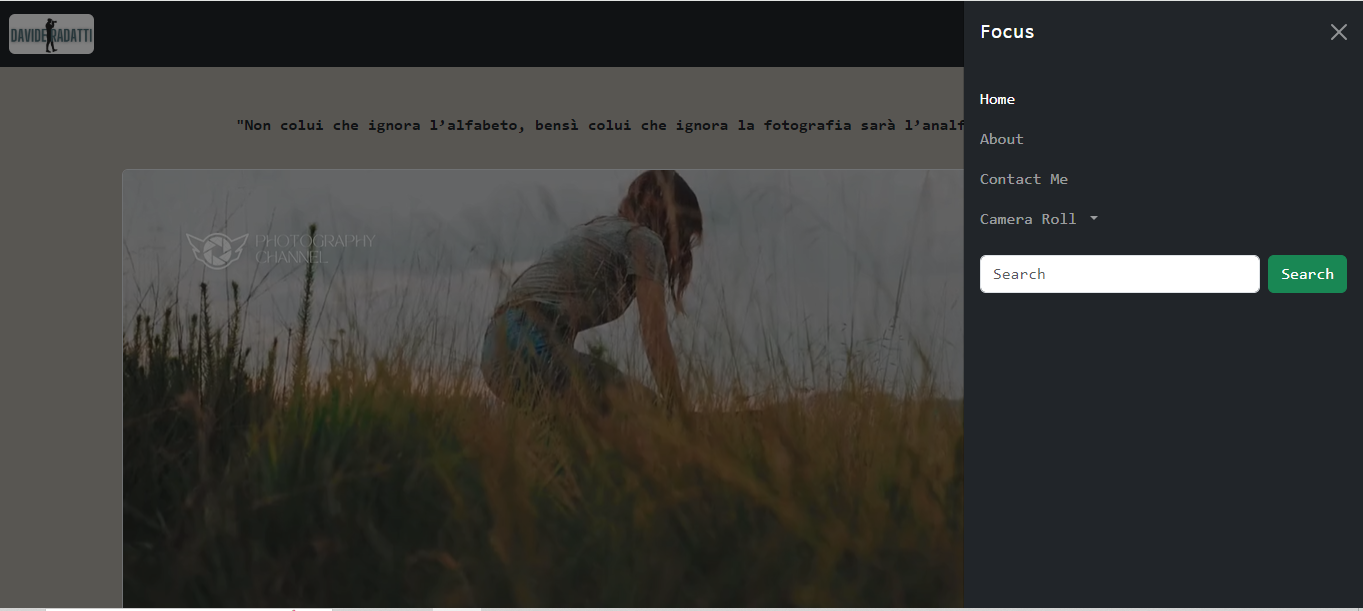 DAVIDE RADATTI
Focus
Home
"Non colui che ignora l’alfabeto, bensì colui che ignora la fotografia sarà l’analf
About
Contact Me
Camera Roll
PHOTOGRAPHY
CHANNEL
Search
Search